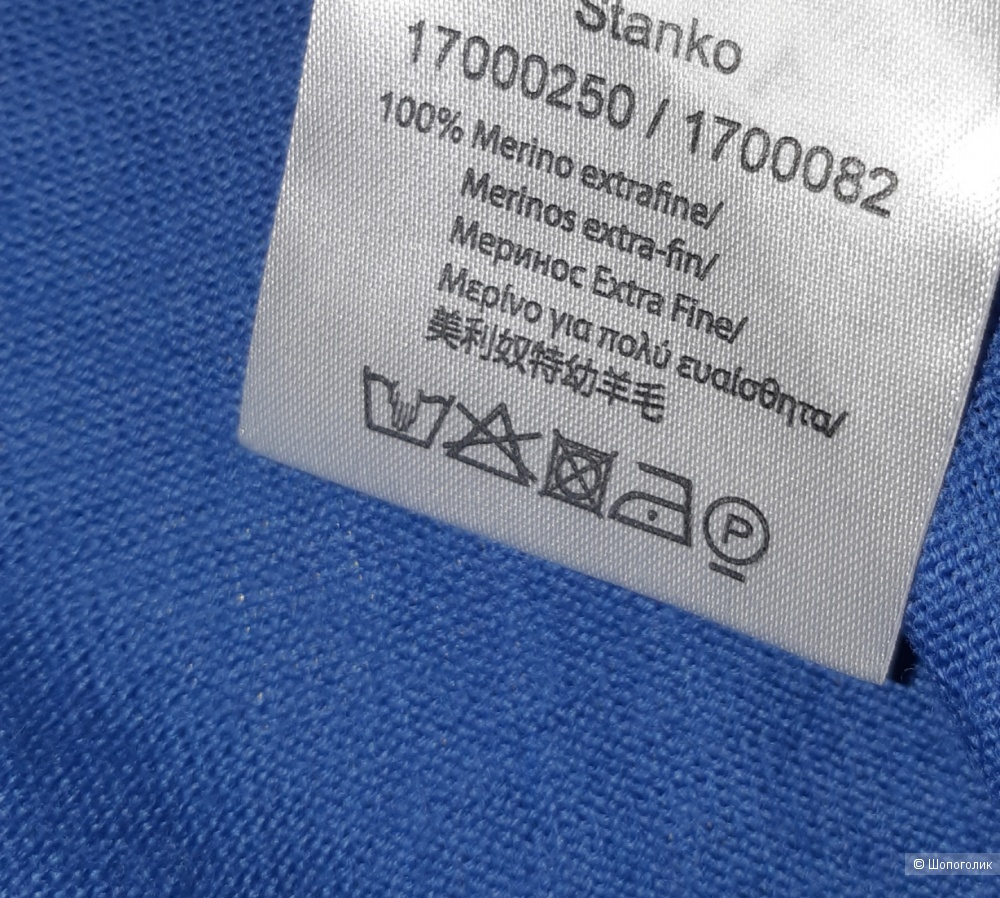 Stanko
17000250 / 1700082
100% Merino extrafine/
Merinos extra-fin/
Меринос Extra Fine/
Μερίνο για πολύ ευαίσθητα/
美利奴特幼羊毛
P
© Шопоголик